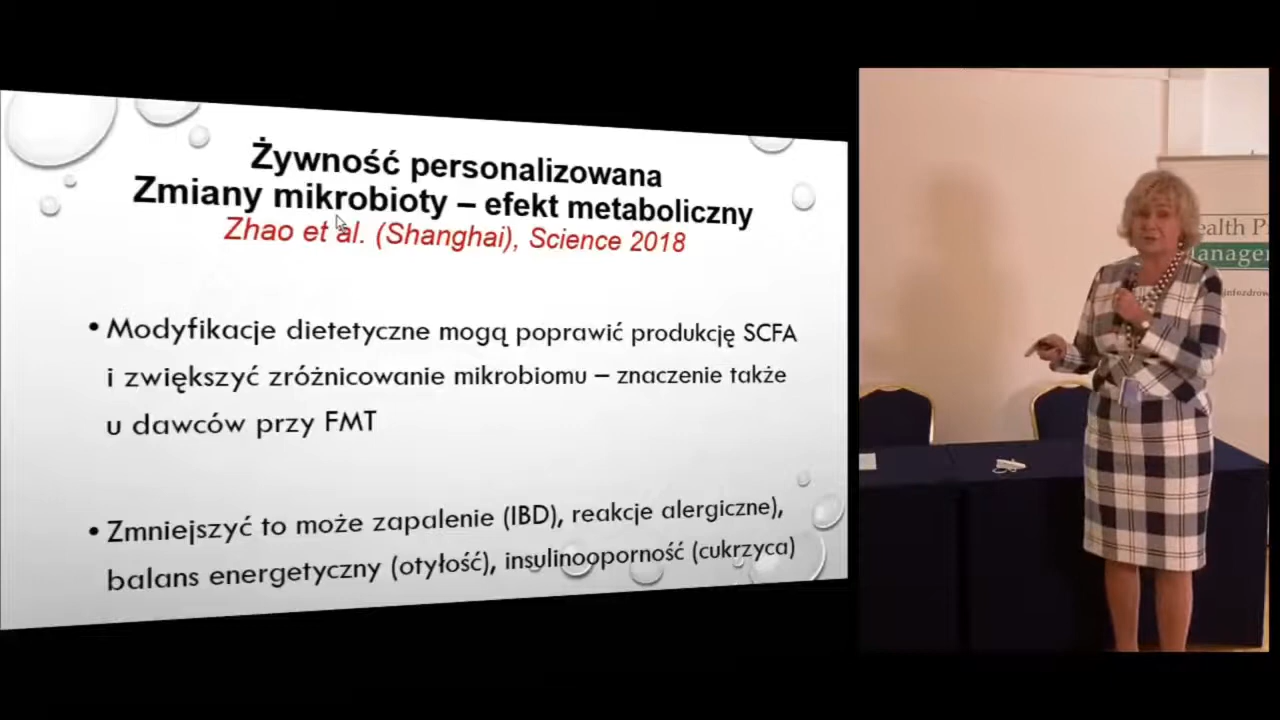 Żywność personalizowana
Zmiany mikrobioty – efekt metaboliczny
Zhao et al. (Shanghai), Science 2018
• Modyfikacje dietetyczne mogą poprawić produkcję SCFA
i zwiększyć zróżnicowanie mikrobiomu – znaczenie także
u dawców przy FMT
• Zmniejszyć to może zapalenie (IBD), reakcje alergiczne),
balans energetyczny (otyłość), insulinooporność (cukrzyca)
ealth P
Manage